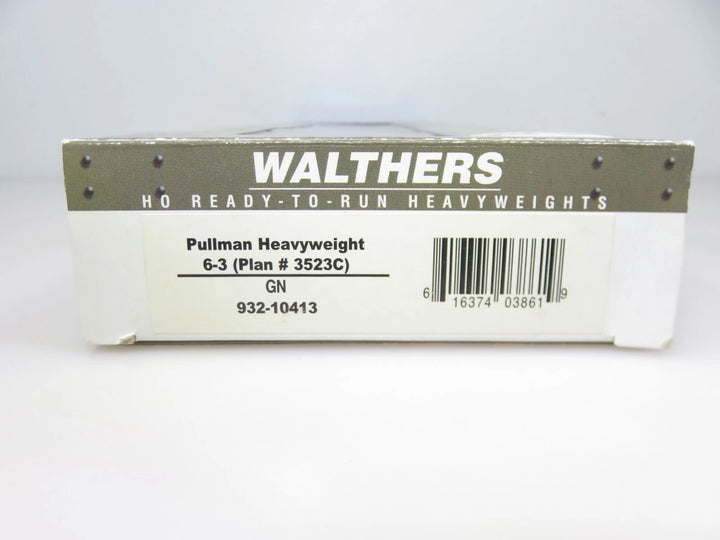 WALTHERS
HO READY-TO-RUN HEAVYWEIGHTS
Pullman Heavyweight
6-3 (Plan # 3523C)
GN
932-10413
6 16374 03861 9